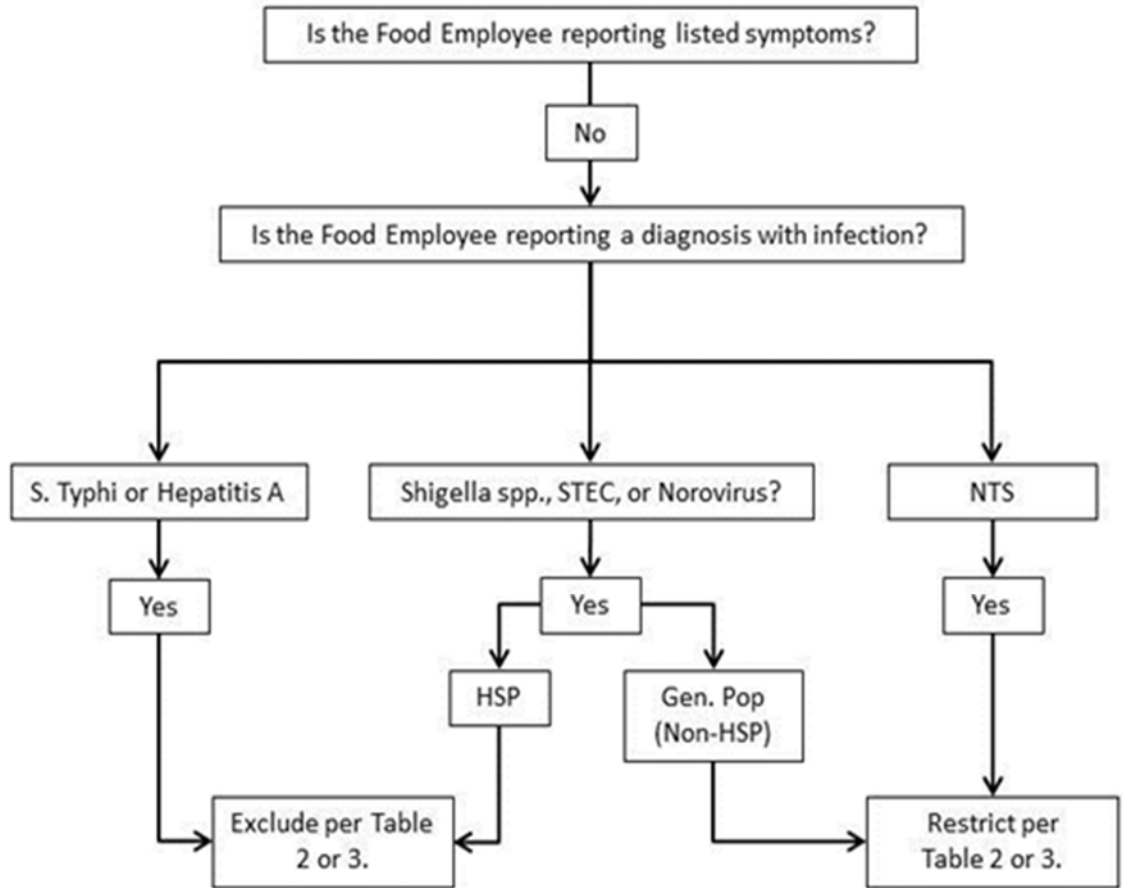 Is the Food Employee reporting listed symptoms?
No
Is the Food Employee reporting a diagnosis with infection?
S. Typhi or Hepatitis A
Shigella spp., STEC, or Norovirus?
NTS
Yes
Yes
Yes
HSP
Gen. Pop
(Non-HSP)
Exclude per Table
2 or 3.
Restrict per
Table 2 or 3.